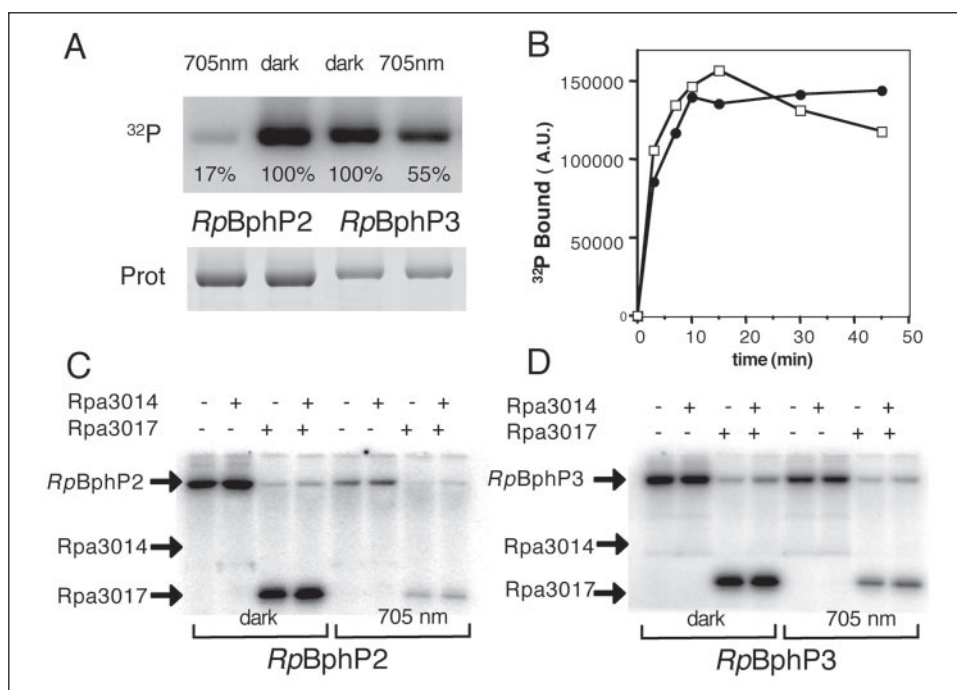 A
705nm dark dark 705nm
32P
17% 100% 100% 55%
RpBphP2 RpBphP3
Prot
B
32P Bound ( A.U.)
150000
100000
50000
0
0 10 20 30 40 50
time (min)
C
Rpa3014 - + - + - + - +
Rpa3017 - - + + - - + +
RpBphP2
Rpa3014
Rpa3017
dark 705 nm
RpBphP2
D
Rpa3014 - + - + - + - +
Rpa3017 - - + + - - + +
RpBphP3
Rpa3014
Rpa3017
dark 705 nm
RpBphP3